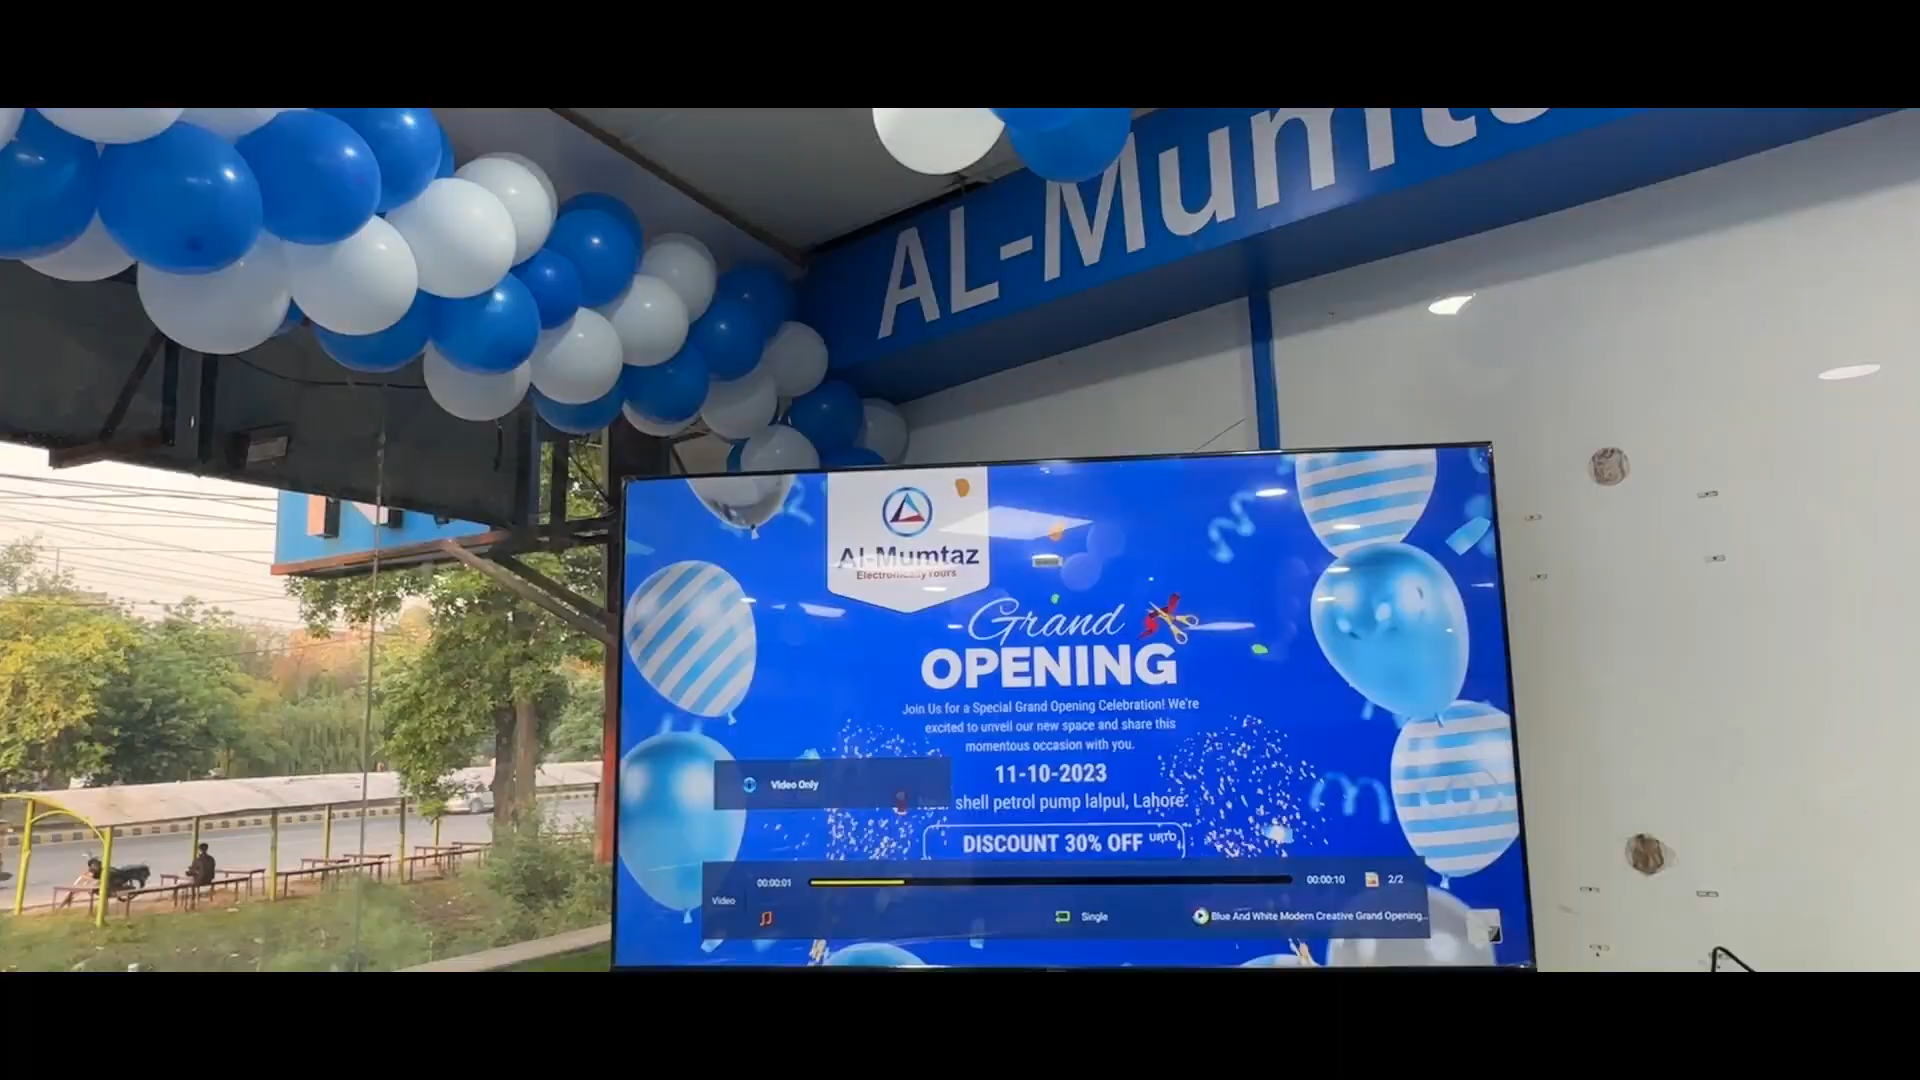 AL-Mumt
Al-Mumtaz
Grand
OPENING
Join Us for a Special Grand Opening Celebration! We're
excited to unveil our new space and share this
momentous occasion with you.
11-10-2023
Video Only
shell petrol pump lalpul, Lahore.
DISCOUNT 30% OFF UPTO
00:00:01
00:00:10
2/2
Video
Single
Blue And White Modern Creative Grand Opening...